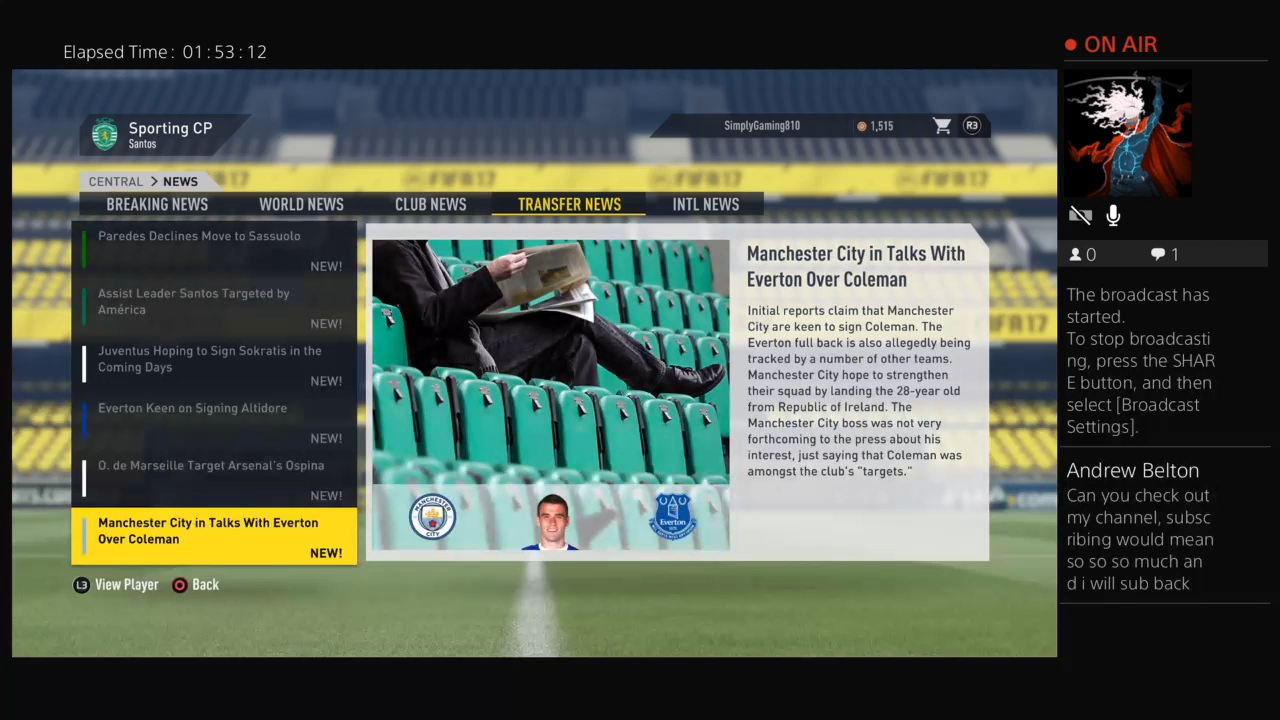 Elapsed Time: 01:53:12
ON AIR
Sporting CP
Santos
SimplyGaming810
1,515
R3
CENTRAL > NEWS
BREAKING NEWS
WORLD NEWS
CLUB NEWS
TRANSFER NEWS
INTL NEWS
Paredes Declines Move to Sassuolo
NEW!
Assist Leader Santos Targeted by
América
NEW!
Juventus Hoping to Sign Sokratis in the
Coming Days
NEW!
Everton Keen on Signing Altidore
NEW!
O. de Marseille Target Arsenal's Ospina
NEW!
Manchester City in Talks With Everton
Over Coleman
NEW!
Manchester City in Talks With
Everton Over Coleman
Initial reports claim that Manchester
City are keen to sign Coleman. The
Everton full back is also allegedly being
tracked by a number of other teams.
Manchester City hope to strengthen
their squad by landing the 28-year old
from Republic of Ireland. The
Manchester City boss was not very
forthcoming to the press about his
interest, just saying that Coleman was
amongst the club's "targets."
MANCHESTER
CITY
Everton
L3 View Player
Back
0
1
The broadcast has
started.
To stop broadcasti
ng, press the SHAR
E button, and then
select [Broadcast
Settings].
Andrew Belton
Can you check out
my channel, subsc
ribing would mean
so so so much an
d i will sub back